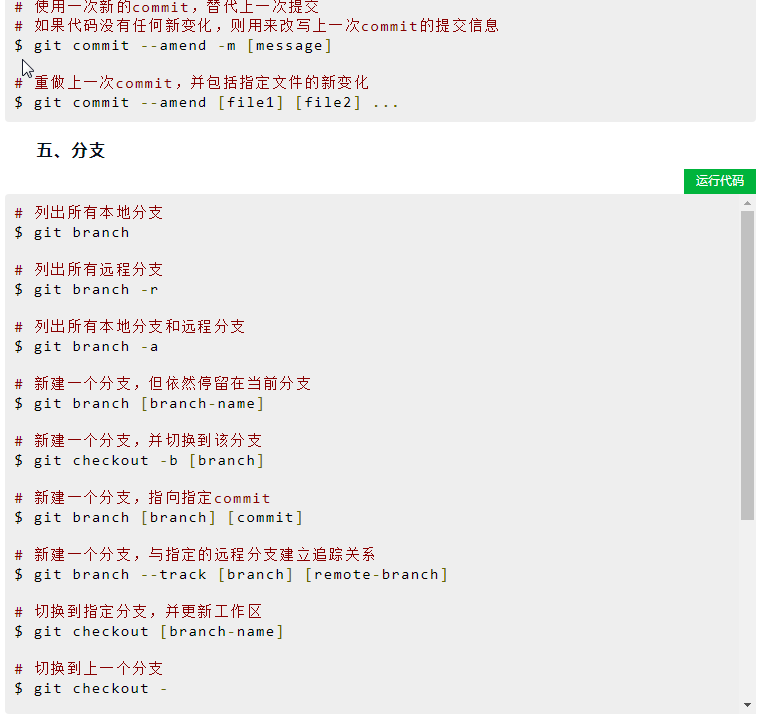 # 使用一次新的commit，替代上一次提交
# 如果代码没有任何新变化，则用来改写上一次commit的提交信息
$ git commit --amend -m [message]
# 重做上一次commit，并包括指定文件的新变化
$ git commit --amend [file1] [file2] ...
五、分支
运行代码
# 列出所有本地分支
$ git branch
# 列出所有远程分支
$ git branch -r
# 列出所有本地分支和远程分支
$ git branch -a
# 新建一个分支，但依然停留在当前分支
$ git branch [branch-name]
# 新建一个分支，并切换到该分支
$ git checkout -b [branch]
# 新建一个分支，指向指定commit
$ git branch [branch] [commit]
# 新建一个分支，与指定的远程分支建立追踪关系
$ git branch --track [branch] [remote-branch]
# 切换到指定分支，并更新工作区
$ git checkout [branch-name]
# 切换到上一个分支
$ git checkout -